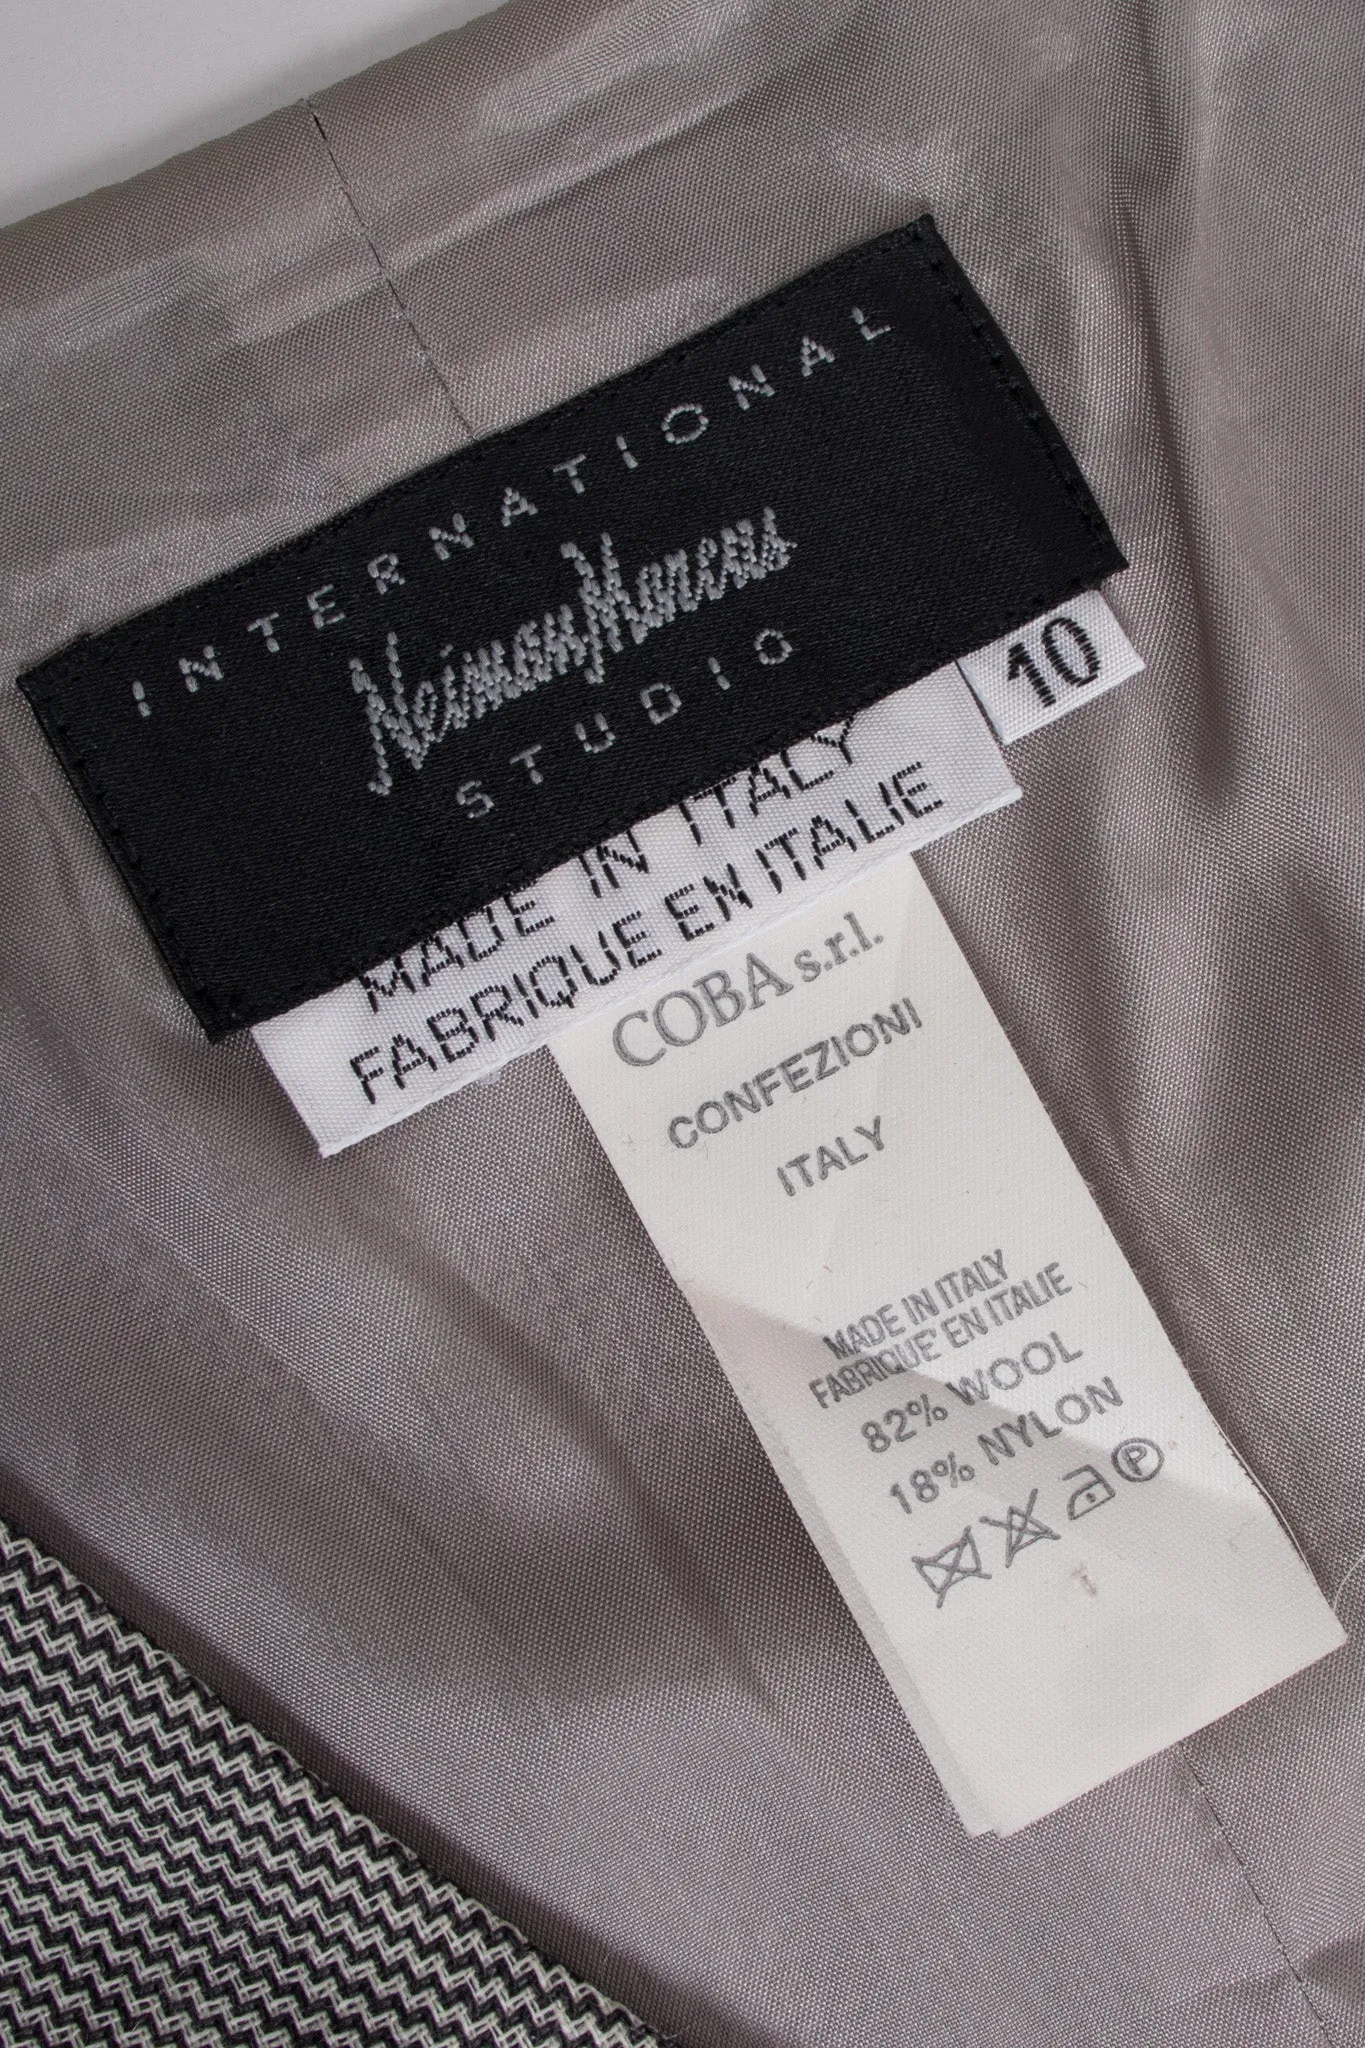 INTERNATIONAL
Neiman Marcus
STUDIO
10
MADE IN ITALY
FABRIQUE EN ITALIE
COBA s.r.l.
CONFEZIONI
ITALY
MADE IN ITALY
FABRIQUE' EN ITALIE
82% WOOL
18% NYLON
P